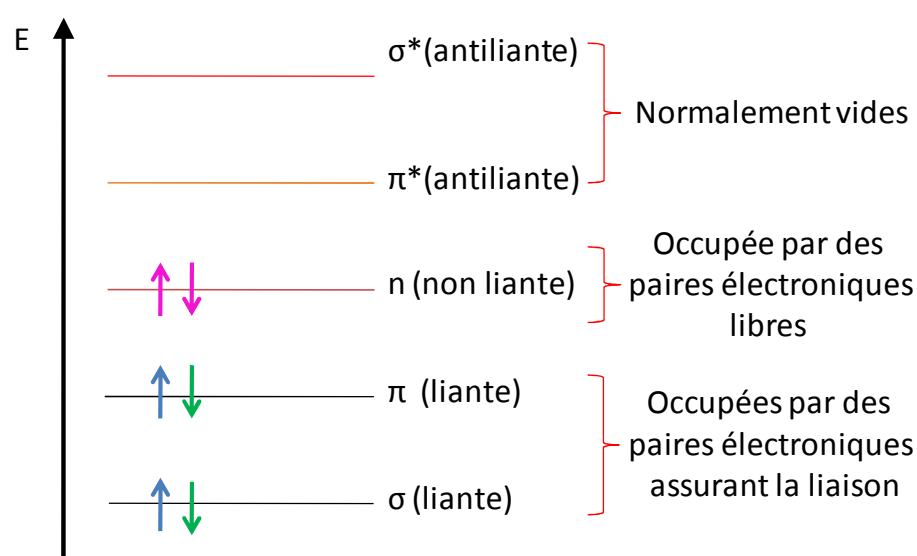 E
σ*(antiliante)
Normalement vides
π*(antiliante)
n (non liante)
Occupée par des
paires électroniques
libres
π (liante)
σ (liante)
Occupées par des
paires électroniques
assurant la liaison